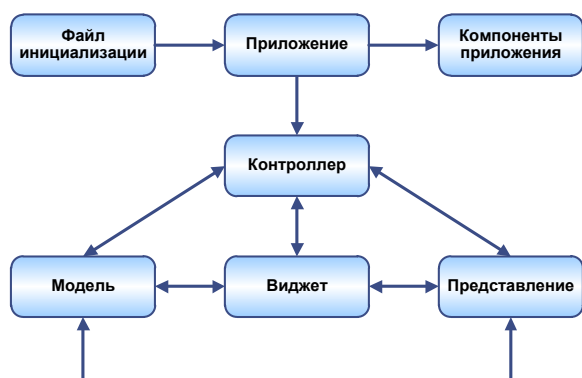 Файл
инициализации
Приложение
Компоненты
приложения
Контроллер
Модель
Виджет
Представление